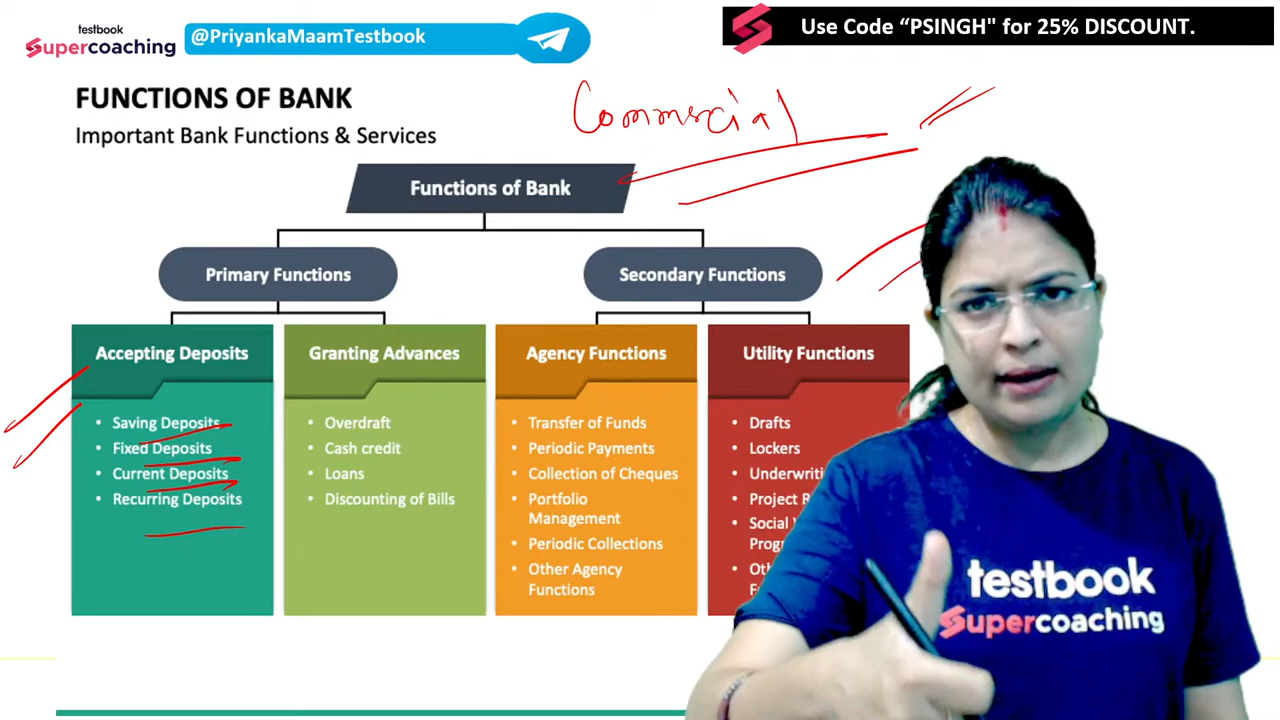 testbook
Supercoaching
@PriyankaMaamTestbook
Use Code “PSINGH" for 25% DISCOUNT.
FUNCTIONS OF BANK
Important Bank Functions & Services
Commercial
Functions of Bank
Primary Functions
Secondary Functions
Accepting Deposits
• Saving Deposits
• Fixed Deposits
• Current Deposits
• Recurring Deposits
Granting Advances
• Overdraft
• Cash credit
• Loans
• Discounting of Bills
Agency Functions
• Transfer of Funds
• Periodic Payments
• Collection of Cheques
• Portfolio
Management
• Periodic Collections
• Other Agency
Functions
Utility Functions
• Drafts
• Lockers
• Project
• Social
testbook
Supercoaching